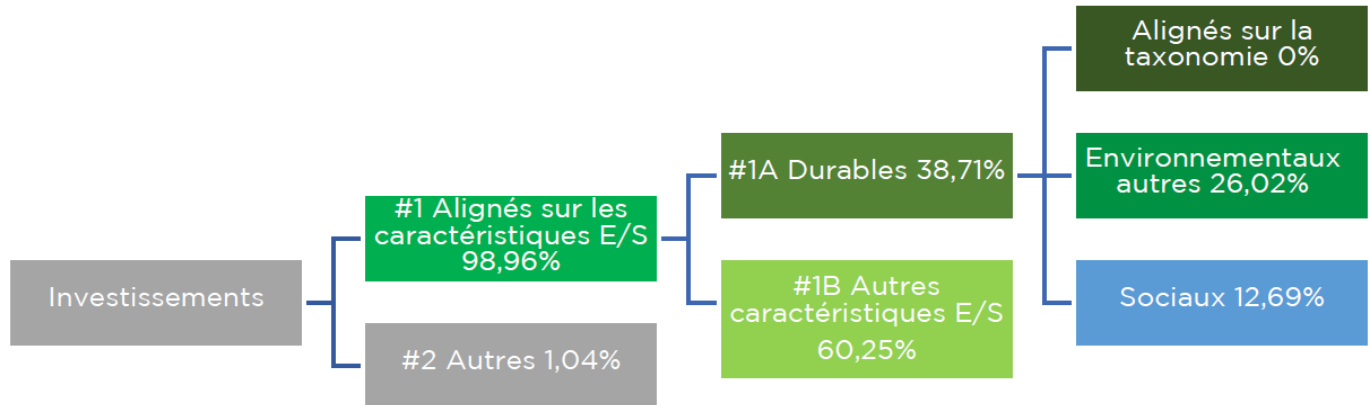 Investissements
#1 Alignés sur les
caractéristiques E/S
98,96%
#2 Autres 1,04%
#1A Durables 38,71%
#1B Autres
caractéristiques E/S
60,25%
Alignés sur la
taxonomie 0%
Environnementaux
autres 26,02%
Sociaux 12,69%